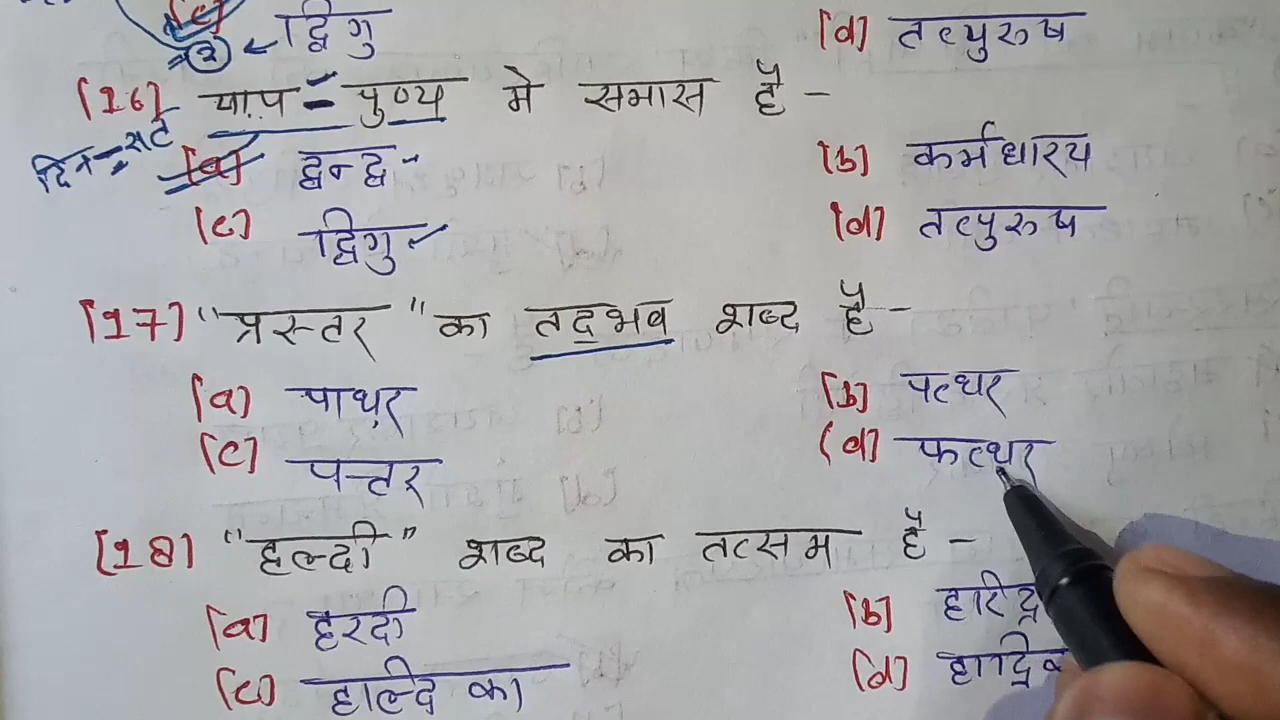 [c] द्विगु [d] तत्पुरुष
[16] पाप - पुण्य मे समास है -
दिन-रात [a] द्वन्द्व [b] कर्मधारय
[c] द्विगु [d] तत्पुरुष
[17] "प्रस्तर" का तद्भव शब्द है -
[a] पाथर [b] पत्थर
[c] पत्तर (d] फत्थर
[18] "हल्दी" शब्द का तत्सम है -
[a] हरदी [b]
[c] हाल्दि का [d]